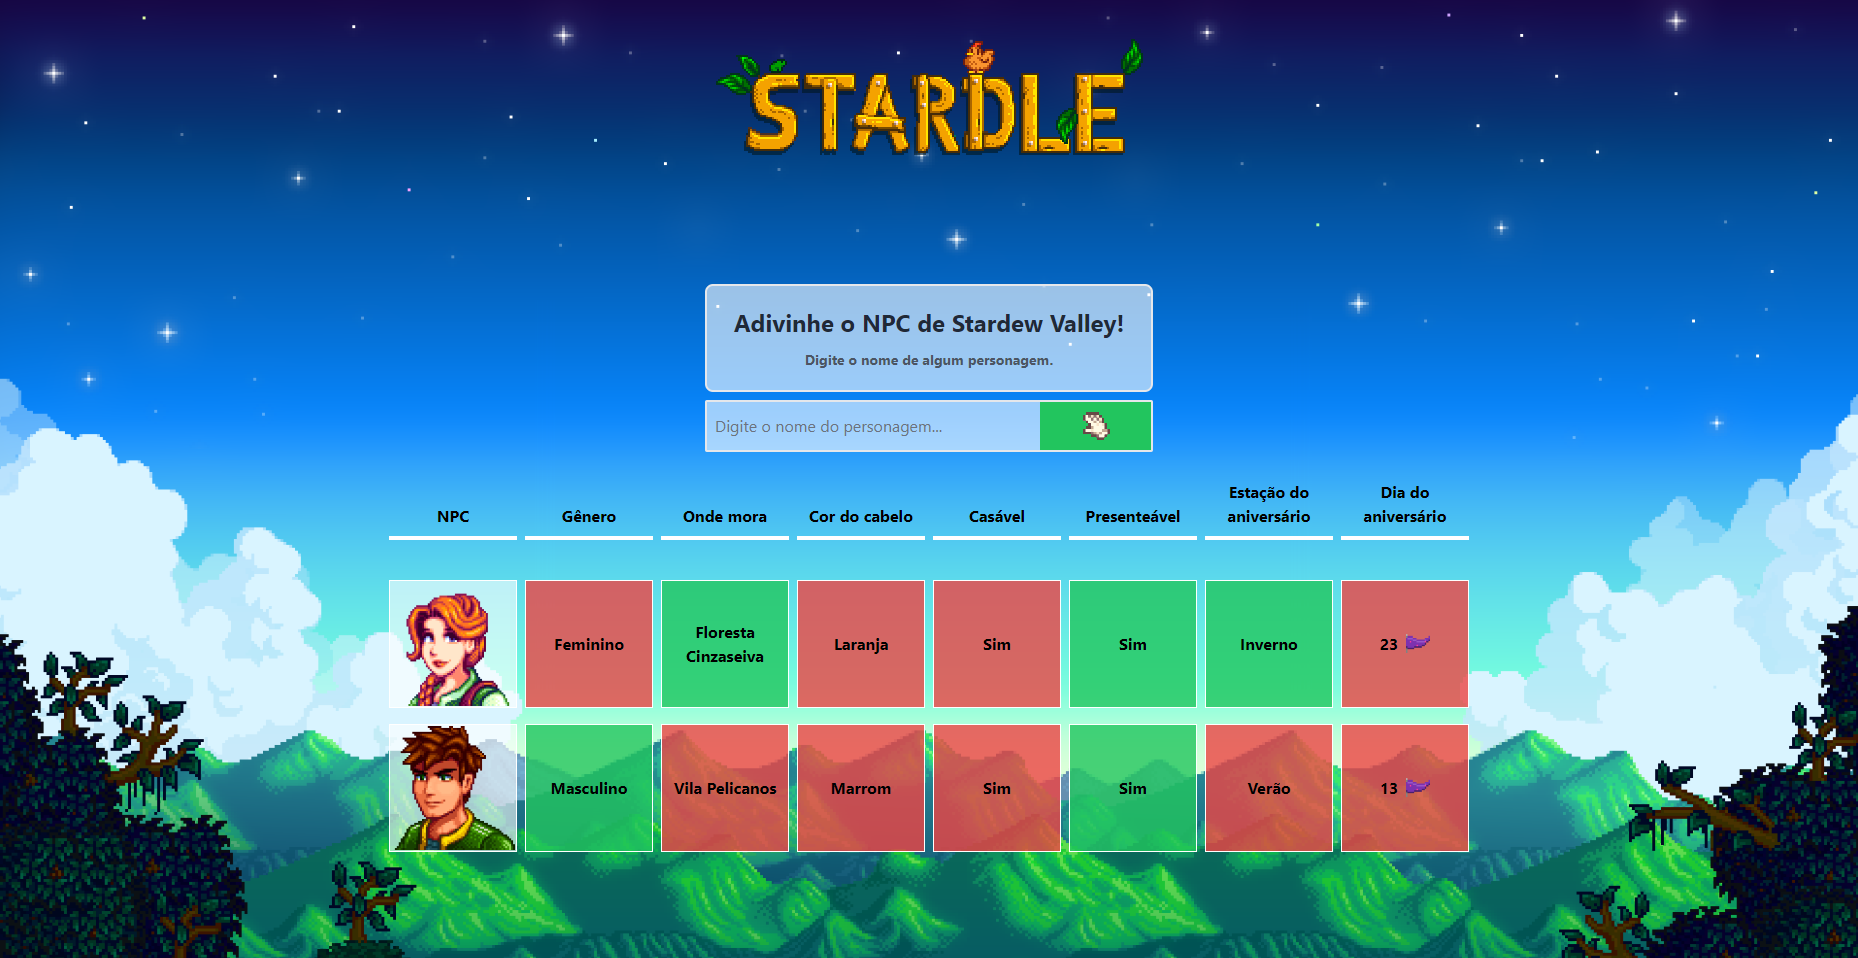 STARDLE
Adivinhe o NPC de Stardew Valley!
Digite o nome de algum personagem.
Digite o nome do personagem...
NPC
Gênero
Onde mora
Cor do cabelo
Casável
Presenteável
Estação do
aniversário
Dia do
aniversário
Feminino
Floresta
Cinzaseiva
Laranja
Sim
Sim
Inverno
23
Masculino
Vila Pelicanos
Marrom
Sim
Sim
Verão
13